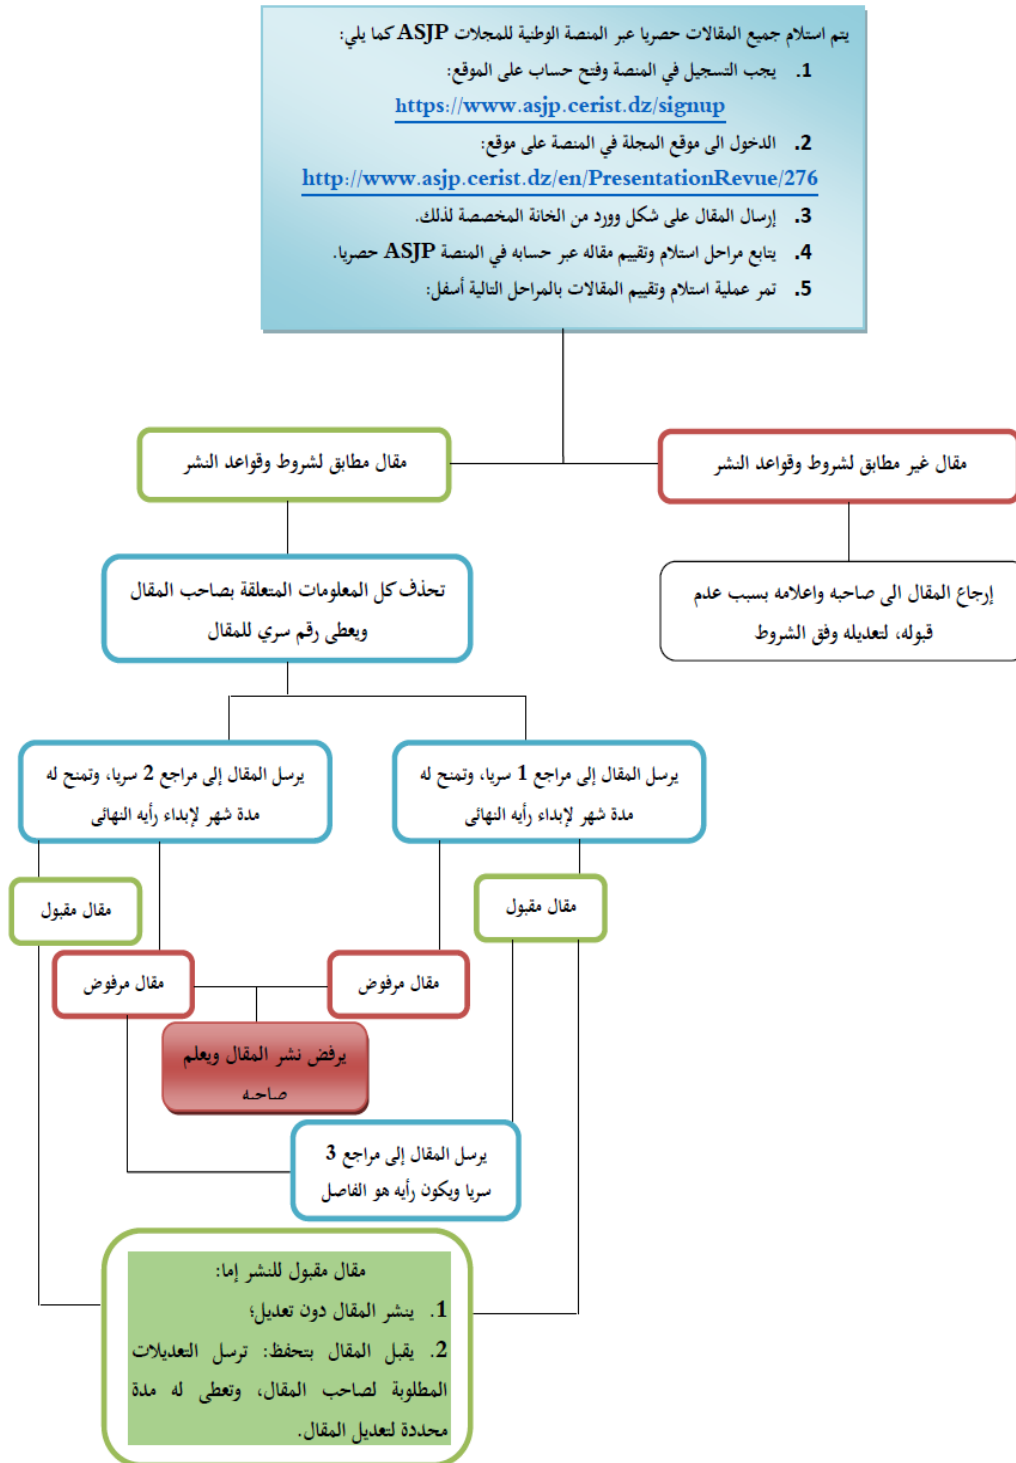 يتم استلام جميع المقالات حصريا عبر المنصة الوطنية للمجلات ASJP كما يلي:
1. يجب التسجيل في المنصة وفتح حساب على الموقع:
https://www.asjp.cerist.dz/signup
2. الدخول الى موقع المجلة في المنصة على موقع:
http://www.asjp.cerist.dz/en/PresentationRevue/276
3. إرسال المقال على شكل وورد من الخانة المخصصة لذلك.
4. يتابع مراحل استلام وتقييم مقاله عبر حسابه في المنصة ASJP حصريا.
5. تمر عملية استلام وتقييم المقالات بالمراحل التالية أسفل:
مقال غير مطابق لشروط وقواعد النشر
مقال مطابق لشروط وقواعد النشر
إرجاع المقال الى صاحبه واعلامه بسبب عدم
قبوله، لتعديله وفق الشروط
تحذف كل المعلومات المتعلقة بصاحب المقال
ويعطى رقم سري للمقال
يرسل المقال إلى مراجع 1 سريا، وتمنح له
مدة شهر لإبداء رأيه النهائي
يرسل المقال إلى مراجع 2 سريا، وتمنح له
مدة شهر لإبداء رأيه النهائي
مقال مقبول
مقال مقبول
مقال مرفوض
مقال مرفوض
يرفض نشر المقال ويعلم
صاحبه
يرسل المقال إلى مراجع 3
سريا ويكون رأيه هو الفاصل
مقال مقبول للنشر إما:
1. ينشر المقال دون تعديل؛
2. يقبل المقال بتحفظ: ترسل التعديلات
المطلوبة لصاحب المقال، وتعطى له مدة
محددة لتعديل المقال.